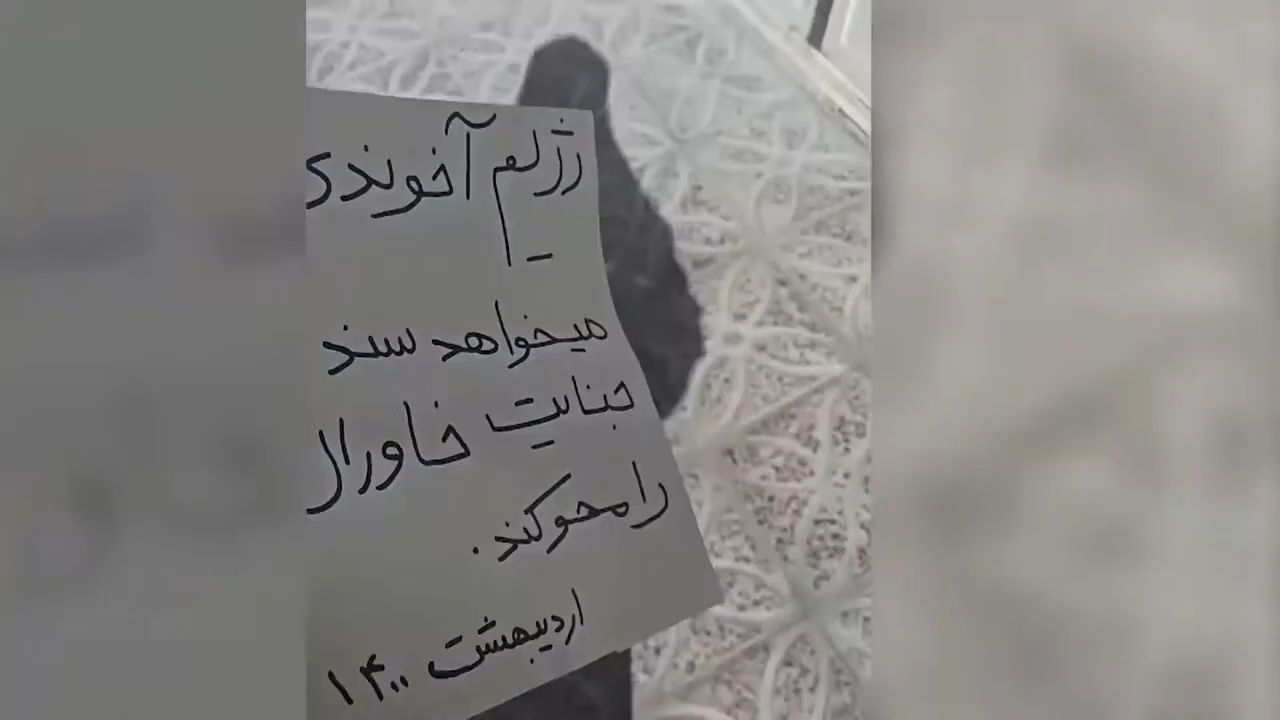 رژیم آخوندی
میخواهد سند
جنایت خاوران
را محو کند.
اردیبهشت ۱۴۰۰